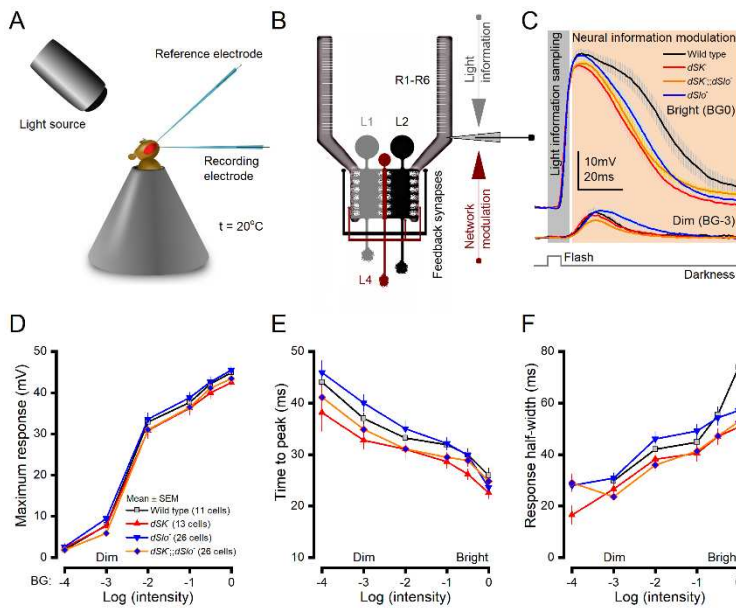 A
Reference electrode
Light source
Recording
electrode
t = 20°C
B
R1-R6
Light
information
L1
L2
Feedback synapses
Network
modulation
L4
C
Light information sampling
Neural information modulation
Wild type
dSK⁻
dSK⁻;;dSlo⁻
dSlo⁻
Bright (BG0)
10mV
20ms
Dim (BG-3)
Flash
Darkness
D
Maximum response (mV)
50
40
30
20
10
0
Mean ± SEM
Wild type (11 cells)
dSK⁻ (13 cells)
dSlo⁻ (26 cells)
dSK⁻;;dSlo⁻ (26 cells)
Dim
BG:
-4
-3
-2
-1
0
Log (intensity)
E
Time to peak (ms)
50
40
30
20
10
Dim
Bright
-4
-3
-2
-1
0
Log (intensity)
F
Response half-width (ms)
80
60
40
20
0
Dim
Bright
-4
-3
-2
-1
0
Log (intensity)